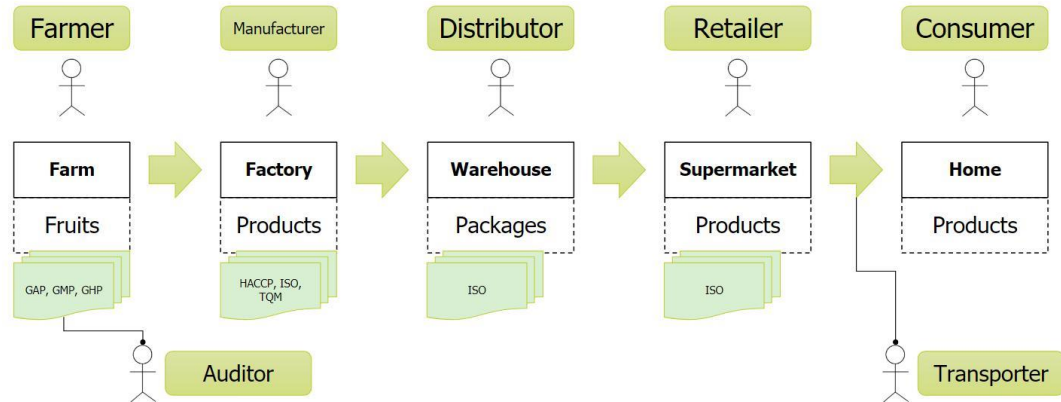 Farmer
Manufacturer
Distributor
Retailer
Consumer
Farm
Factory
Warehouse
Supermarket
Home
Fruits
Products
Packages
Products
Products
GAP, GMP, GHP
HACCP, ISO,
TQM
ISO
ISO
Auditor
Transporter